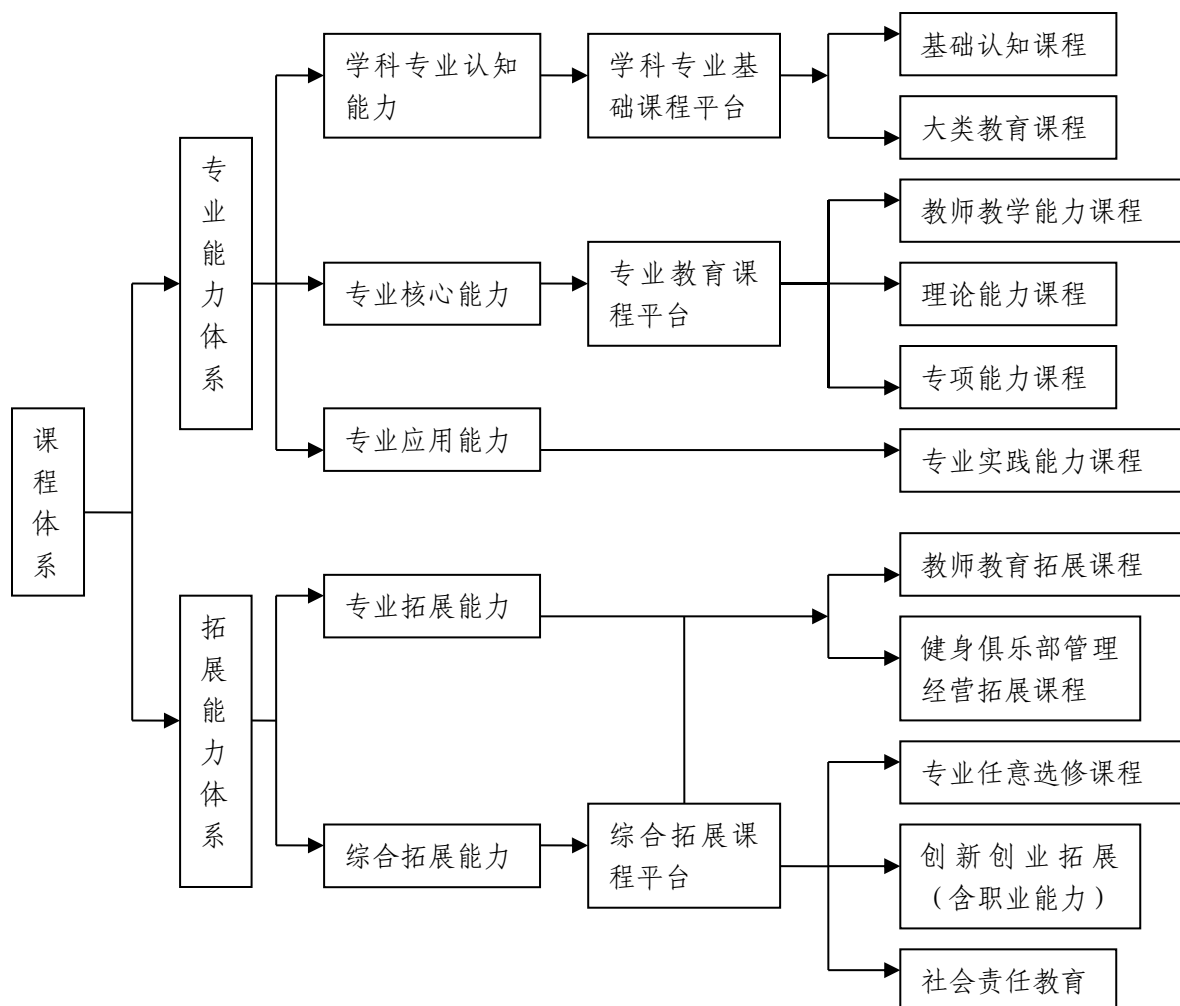 课程体系
专业能力体系
学科专业认知
能力
学科专业基
础课程平台
基础认知课程
大类教育课程
专业核心能力
专业教育课
程平台
教师教学能力课程
理论能力课程
专项能力课程
专业应用能力
专业实践能力课程
拓展能力体系
专业拓展能力
教师教育拓展课程
健身俱乐部管理
经营拓展课程
综合拓展能力
综合拓展课
程平台
专业任意选修课程
创新创业拓展
（含职业能力）
社会责任教育